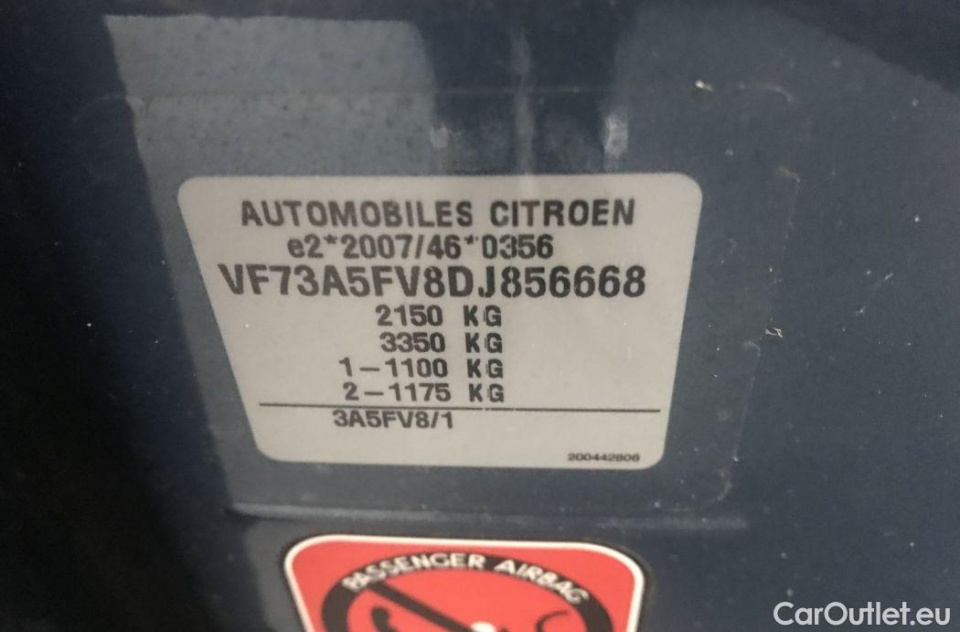 AUTOMOBILES CITROEN
e2*2007/46*0356
VF73A5FV8DJ856668
2150 KG
3350 KG
1-1100 KG
2-1175 KG
3A5FV8/1
200442806
PASSENGER AIRBAG
CarOutlet.eu